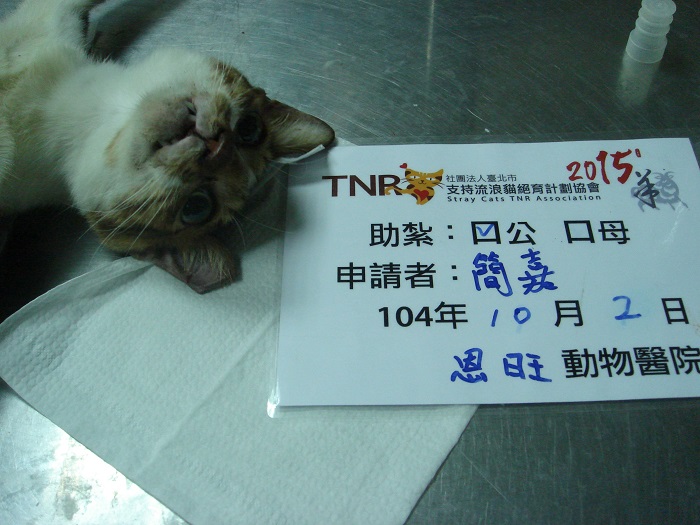 TNR 社團法人臺北市 2015' 羊
支持流浪貓絕育計劃協會
Stray Cats TNR Association
助紮：☑公 口母
申請者：簡嘉
104年 10 月 2 日
恩旺 動物醫院